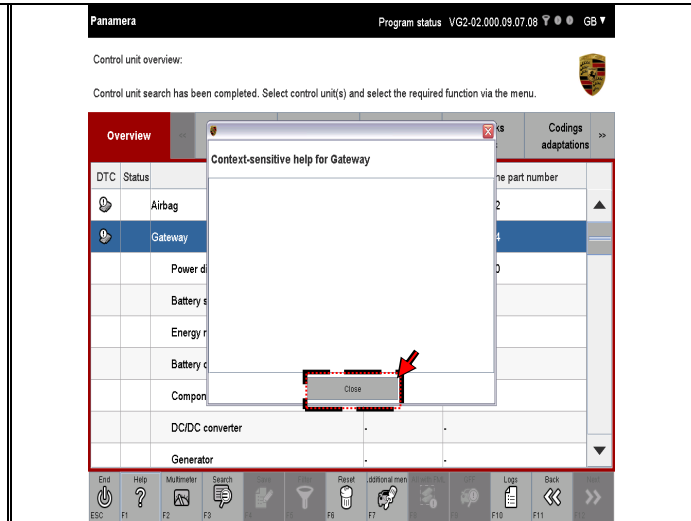 Panamera Program status VG2-02.000.09.07.08 GB
Control unit overview:
Control unit search has been completed. Select control unit(s) and select the required function via the menu.
Overview << ks Codings >>
adaptations
Context-sensitive help for Gateway
DTC Status ne part number
Airbag 2
Gateway 4
Power di 0
Battery s
Energy r
Battery c
Compon
Close
DC/DC converter - -
Generator - -
End Help Multimeter Search Save Filter Reset dditional men OFF Logs Back Next
ESC F1 F2 F3 F4 F5 F6 F7 F8 F9 F10 F11 F12